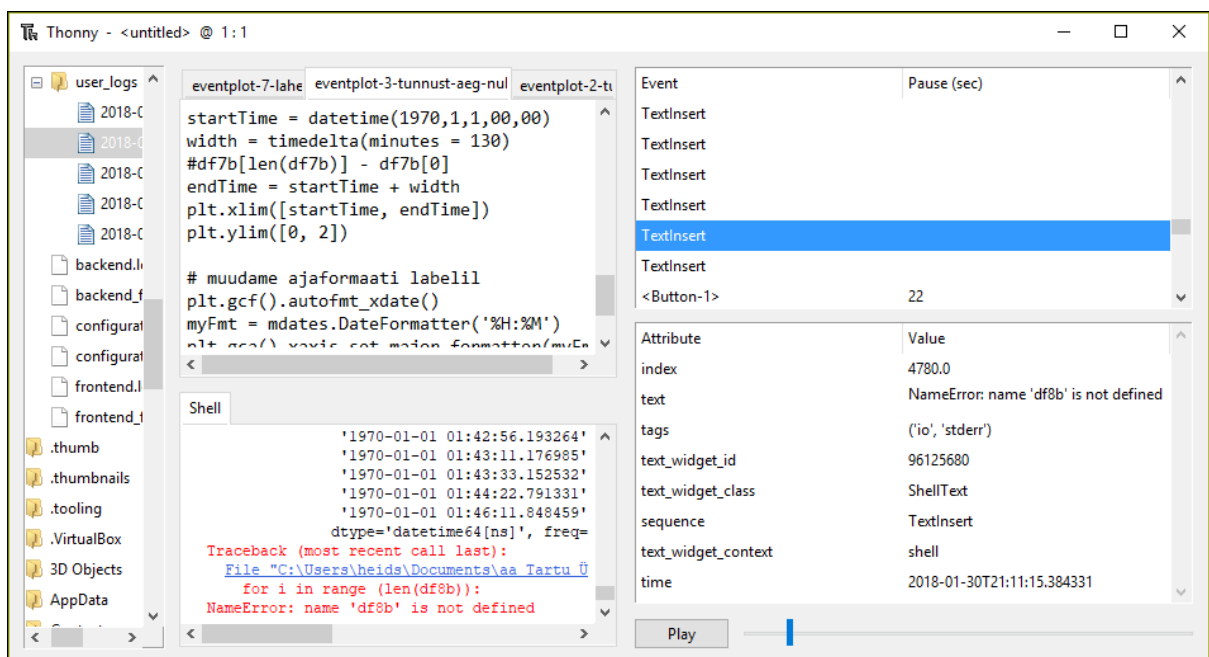 Thonny - <untitled> @ 1 : 1
user_logs
2018-0
2018-0
2018-0
2018-0
2018-0
backend.l
backend_f
configurat
configurat
frontend.l
frontend_f
.thumb
.thumbnails
.tooling
.VirtualBox
3D Objects
AppData
eventplot-7-lahe
eventplot-3-tunnust-aeg-nul
eventplot-2-tu
startTime = datetime(1970,1,1,00,00)
width = timedelta(minutes = 130)
#df7b[len(df7b)] - df7b[0]
endTime = startTime + width
plt.xlim([startTime, endTime])
plt.ylim([0, 2])
# muudame ajaformaati labelil
plt.gcf().autofmt_xdate()
myFmt = mdates.DateFormatter('%H:%M')
plt.gca().xaxis.set_major_formatter(myFm
Shell
'1970-01-01 01:42:56.193264'
'1970-01-01 01:43:11.176985'
'1970-01-01 01:43:33.152532'
'1970-01-01 01:44:22.791331'
'1970-01-01 01:46:11.848459'
dtype='datetime64[ns]', freq=
Traceback (most recent call last):
File "C:\Users\heids\Documents\aa Tartu Ü
for i in range (len(df8b)):
NameError: name 'df8b' is not defined
Event Pause (sec)
TextInsert
TextInsert
TextInsert
TextInsert
TextInsert
TextInsert
<Button-1> 22
Attribute Value
index 4780.0
text NameError: name 'df8b' is not defined
tags ('io', 'stderr')
text_widget_id 96125680
text_widget_class ShellText
sequence TextInsert
text_widget_context shell
time 2018-01-30T21:11:15.384331
Play